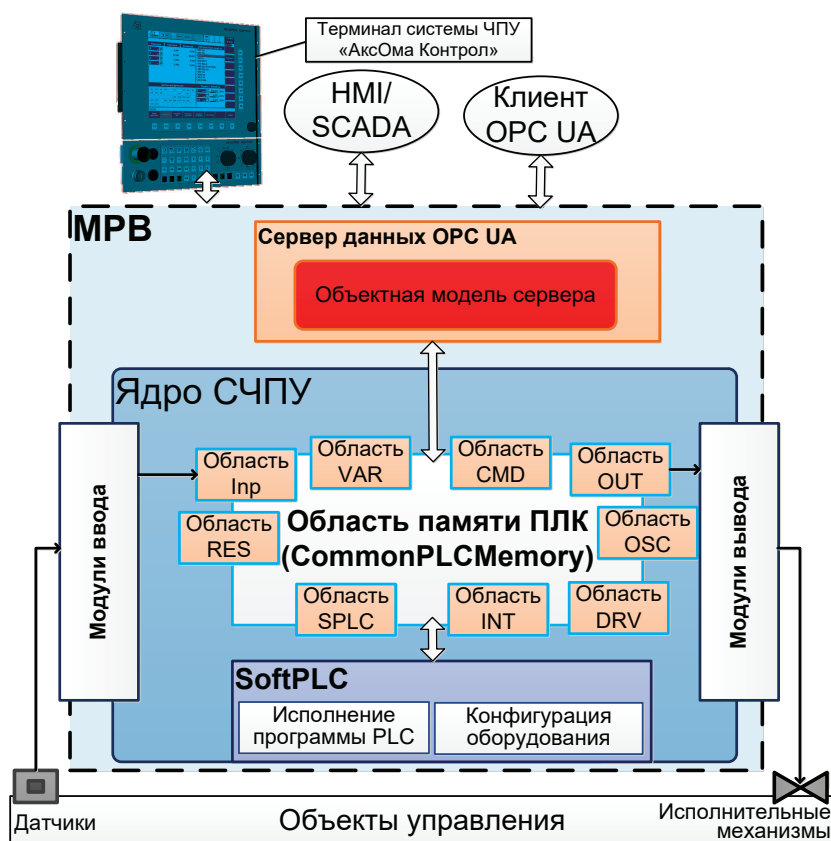 Терминал системы ЧПУ
«АксОма Контрол»
HMI/
SCADA
Клиент
OPC UA
МРВ
Сервер данных OPC UA
Объектная модель сервера
Ядро СЧПУ
Модули ввода
Область
Inp
Область
VAR
Область
CMD
Область
OUT
Модули вывода
Область
RES
Область памяти ПЛК
(CommonPLCMemory)
Область
OSC
Область
SPLC
Область
INT
Область
DRV
SoftPLC
Исполнение
программы PLC
Конфигурация
оборудования
Датчики
Объекты управления
Исполнительные
механизмы